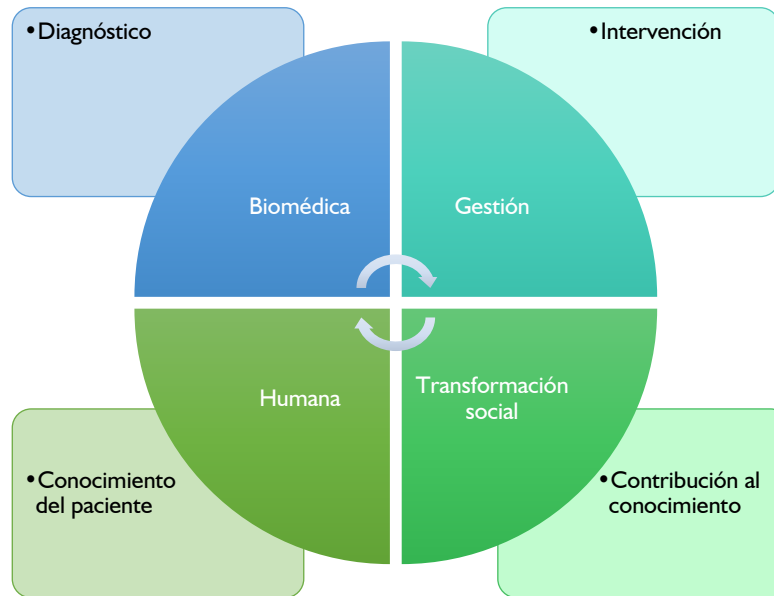 •Diagnóstico
•Intervención
Biomédica
Gestión
Humana
Transformación
social
•Conocimiento
del paciente
•Contribución al
conocimiento